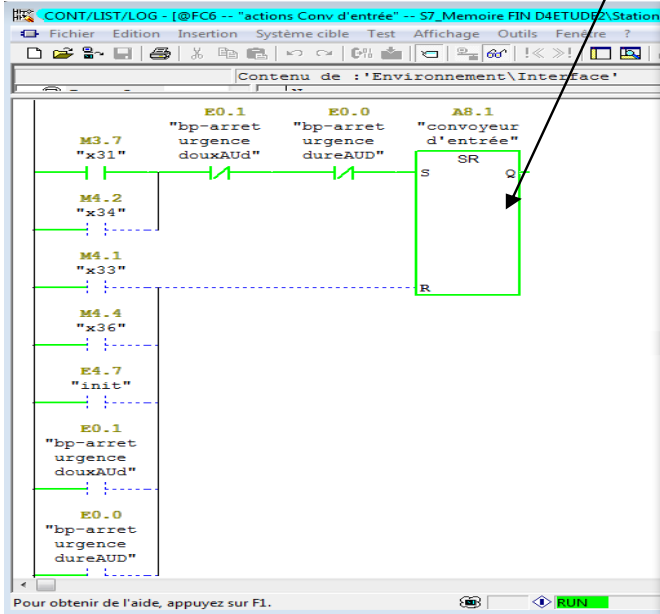 CONT/LIST/LOG - [@FC6 -- "actions Conv d'entrée" -- S7_Memoire FIN D4ETUDE2\Station
Fichier Edition Insertion Système cible Test Affichage Outils Fenêtre ?
Contenu de :'Environnement\Interface'
E0.1 E0.0 A8.1
"bp-arret "bp-arret "convoyeur
M3.7 urgence urgence d'entrée"
"x31" douxAUd" dureAUD" SR
S Q
M4.2
"x34"
M4.1
"x33"
R
M4.4
"x36"
E4.7
"init"
E0.1
"bp-arret
urgence
douxAUd"
E0.0
"bp-arret
urgence
dureAUD"
Pour obtenir de l'aide, appuyez sur F1. RUN